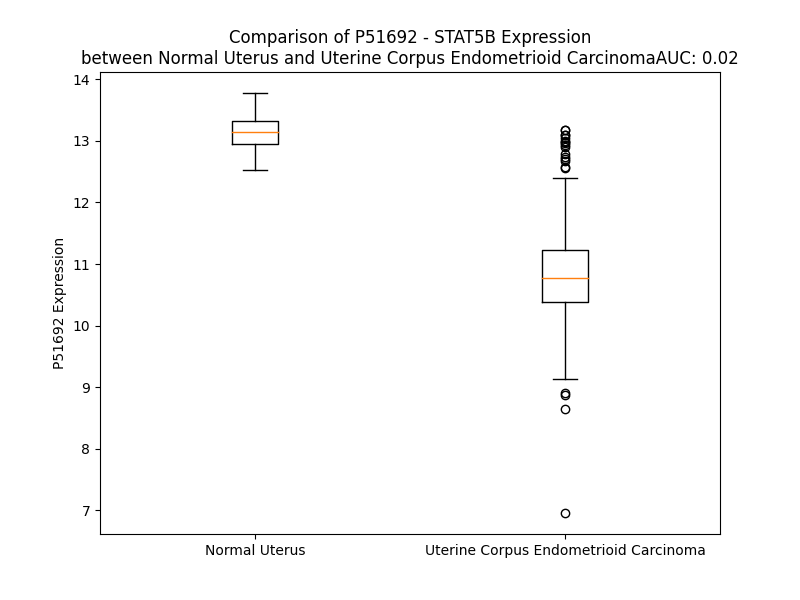 Comparison of P51692 - STAT5B Expression
between Normal Uterus and Uterine Corpus Endometrioid CarcinomaAUC: 0.02
14
13
12
11
10
9
8
7
P51692 Expression
Normal Uterus
Uterine Corpus Endometrioid Carcinoma